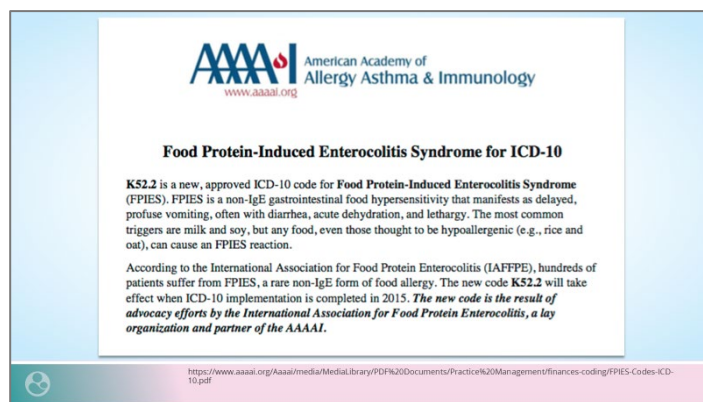 AAAAI
American Academy of
Allergy Asthma & Immunology
www.aaaai.org
Food Protein-Induced Enterocolitis Syndrome for ICD-10
K52.2 is a new, approved ICD-10 code for Food Protein-Induced Enterocolitis Syndrome
(FPIES). FPIES is a non-IgE gastrointestinal food hypersensitivity that manifests as delayed,
profuse vomiting, often with diarrhea, acute dehydration, and lethargy. The most common
triggers are milk and soy, but any food, even those thought to be hypoallergenic (e.g., rice and
oat), can cause an FPIES reaction.
According to the International Association for Food Protein Enterocolitis (IAFFPE), hundreds of
patients suffer from FPIES, a rare non-IgE form of food allergy. The new code K52.2 will take
effect when ICD-10 implementation is completed in 2015. The new code is the result of
advocacy efforts by the International Association for Food Protein Enterocolitis, a lay
organization and partner of the AAAAI.
https://www.aaaai.org/Aaaai/media/MediaLibrary/PDF%20Documents/Practice%20Management/finances-coding/FPIES-Codes-ICD-
10.pdf